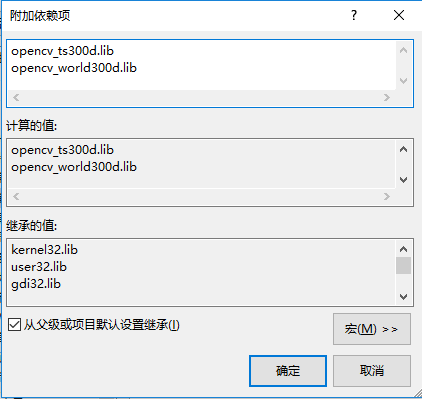 附加依赖项
?
opencv_ts300d.lib
opencv_world300d.lib
计算的值:
opencv_ts300d.lib
opencv_world300d.lib
继承的值:
kernel32.lib
user32.lib
gdi32.lib
从父级或项目默认设置继承(I)
宏(M) >>
确定
取消